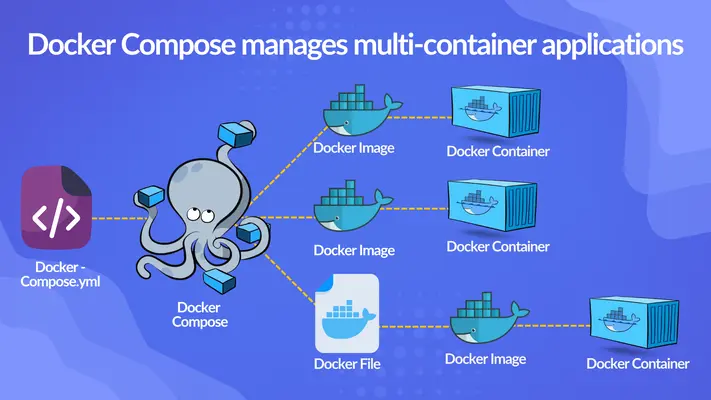 Docker Compose manages multi-container applications
Docker Image
Docker Container
Docker Image
Docker Container
Docker -
Compose.yml
Docker
Compose
Docker File
Docker Image
Docker Container